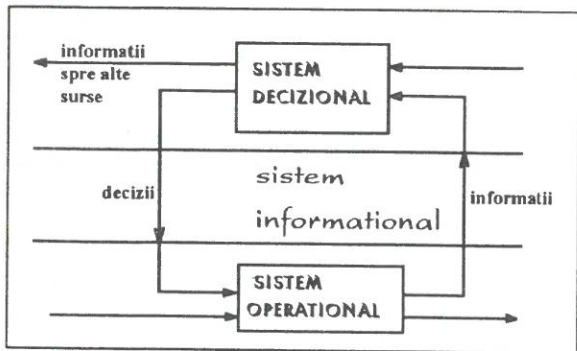 informatii
spre alte
surse
SISTEM
DECIZIONAL
decizii
sistem
informational
informatii
SISTEM
OPERATIONAL